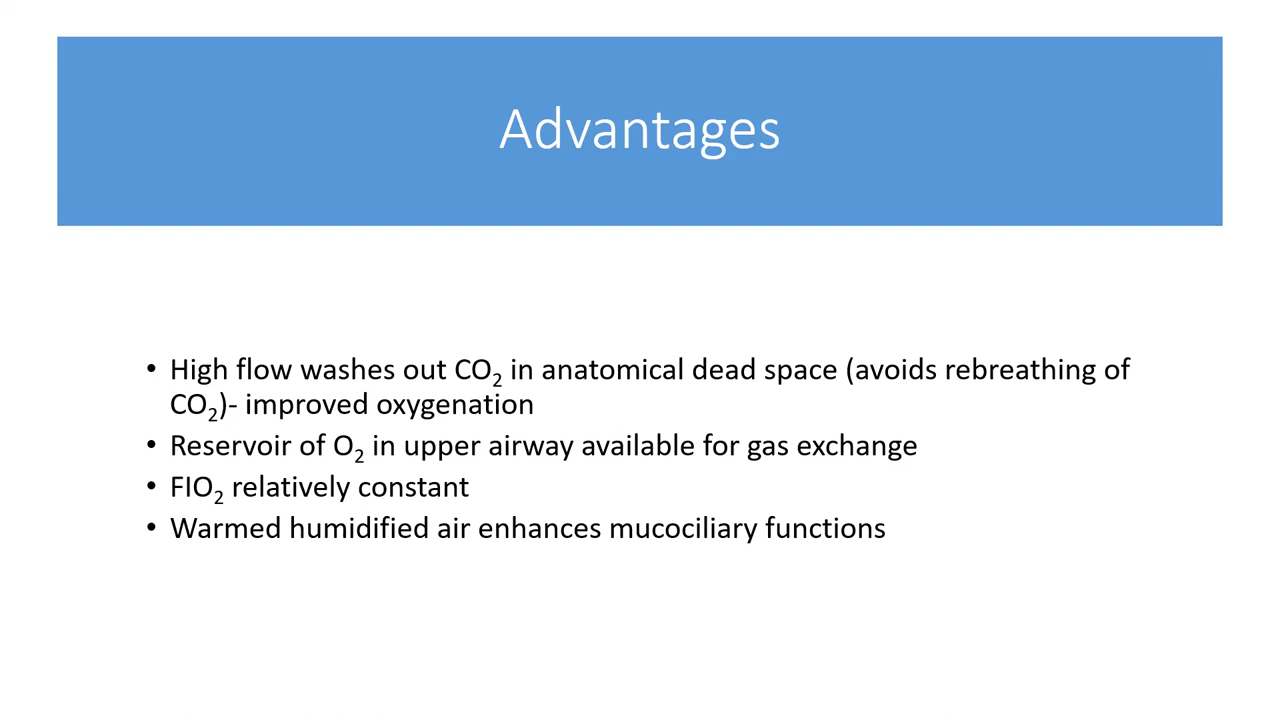 Advantages
• High flow washes out CO₂ in anatomical dead space (avoids rebreathing of
CO₂)- improved oxygenation
• Reservoir of O₂ in upper airway available for gas exchange
• FIO₂ relatively constant
• Warmed humidified air enhances mucociliary functions